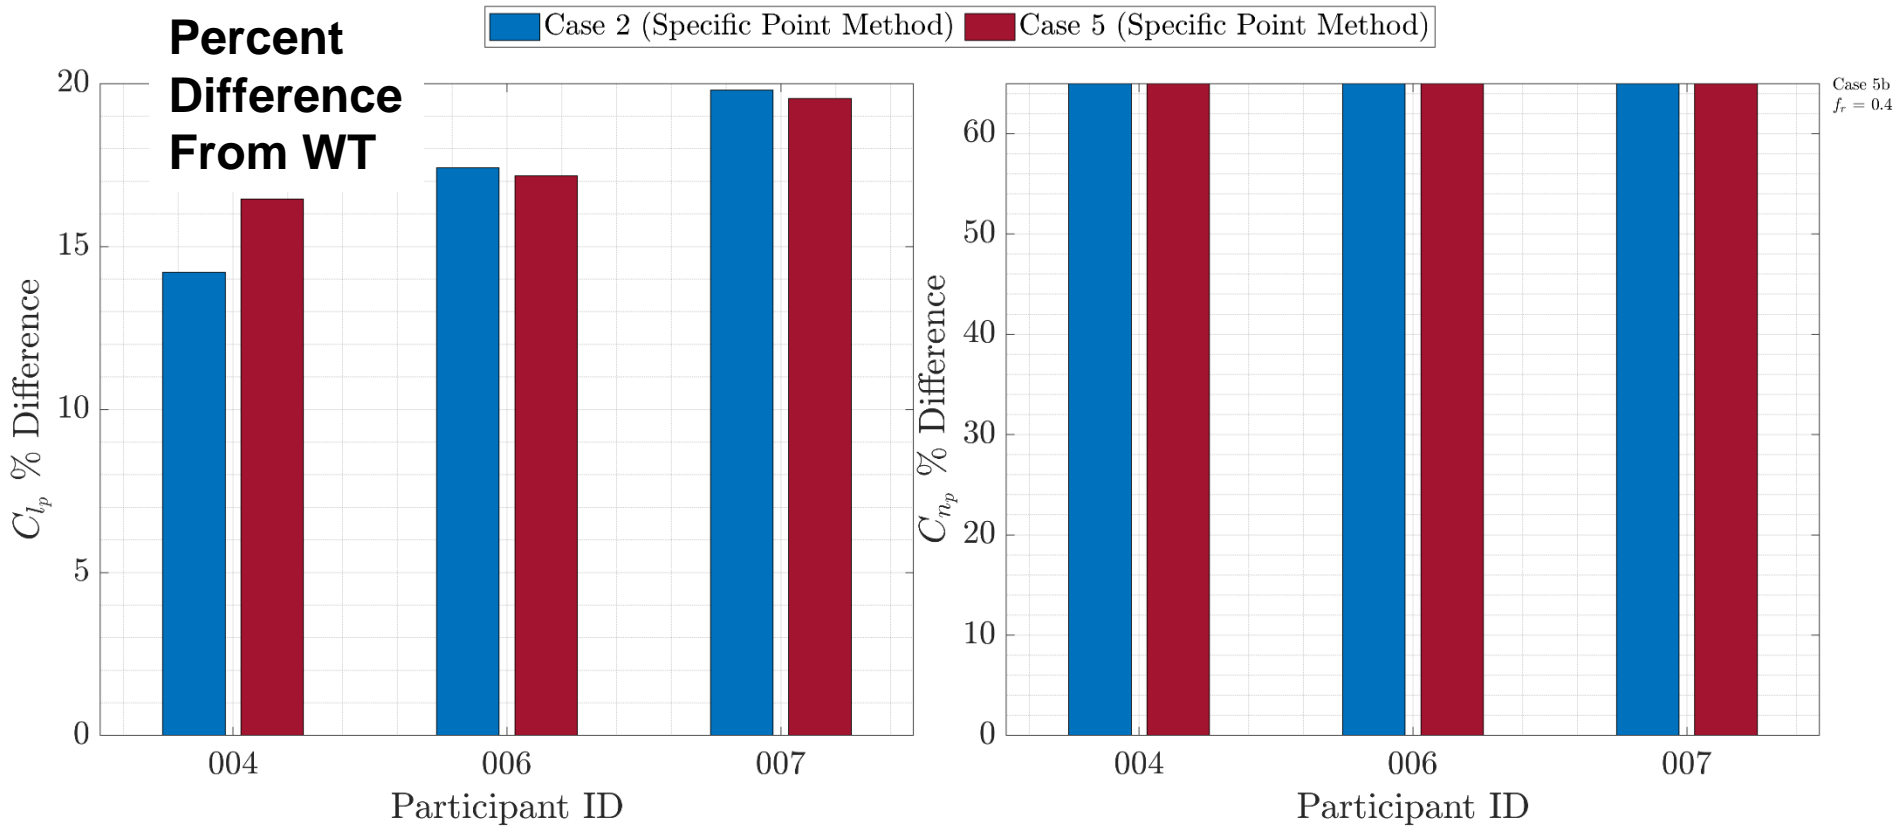 Percent
Difference
From WT
Case 2 (Specific Point Method) Case 5 (Specific Point Method)
20
15
10
5
0
C_{l_p} % Difference
004 006 007
Participant ID
60
50
40
30
20
10
0
C_{n_p} % Difference
004 006 007
Participant ID
Case 5b
f_r = 0.4